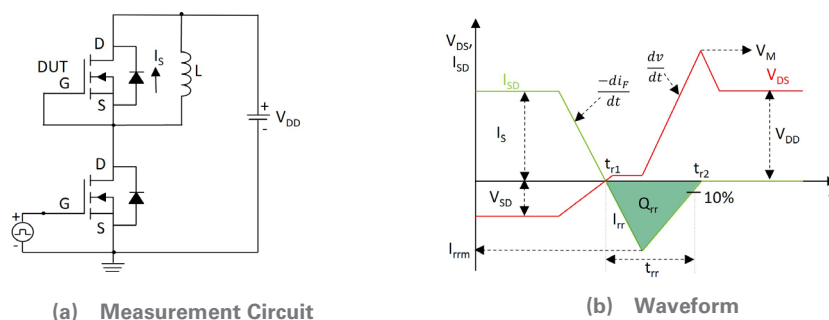 D
DUT
G
S
I_S
L
+
V_DD
-
D
G
S
+
-
(a) Measurement Circuit
V_DS,
I_SD
I_SD
-di_F
dt
dv
dt
V_M
V_DS
I_S
V_DD
t_r1
t_r2
V_SD
Q_rr
10%
I_rr
I_rrm
t_rr
(b) Waveform